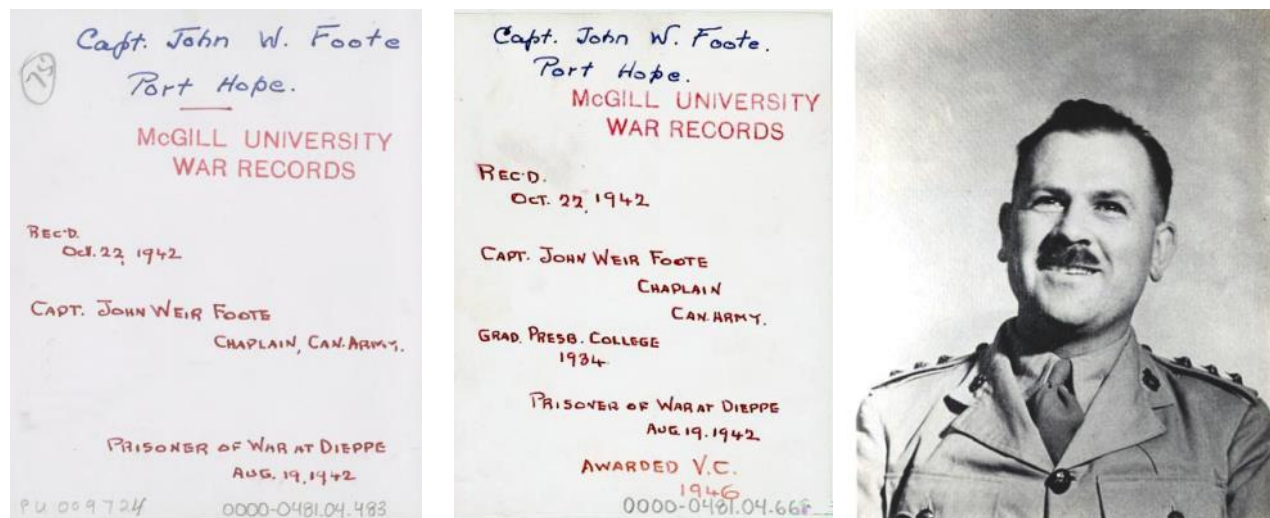 75
Capt. John W. Foote
Port Hope.
McGILL UNIVERSITY
WAR RECORDS
REC'D.
Oct. 22, 1942
CAPT. JOHN WEIR FOOTE
CHAPLAIN, CAN. ARMY.
PRISONER OF WAR AT DIEPPE
AUG. 19, 1942
PU 009724
0000-0481.04.483
Capt. John W. Foote.
Port Hope.
McGILL UNIVERSITY
WAR RECORDS
REC'D.
OCT. 22, 1942
CAPT. JOHN WEIR FOOTE
CHAPLAIN
CAN. ARMY.
GRAD. PRESB. COLLEGE
1934
PRISONER OF WAR AT DIEPPE
AUG. 19. 1942
AWARDED V.C.
1946
0000-0481.04.668